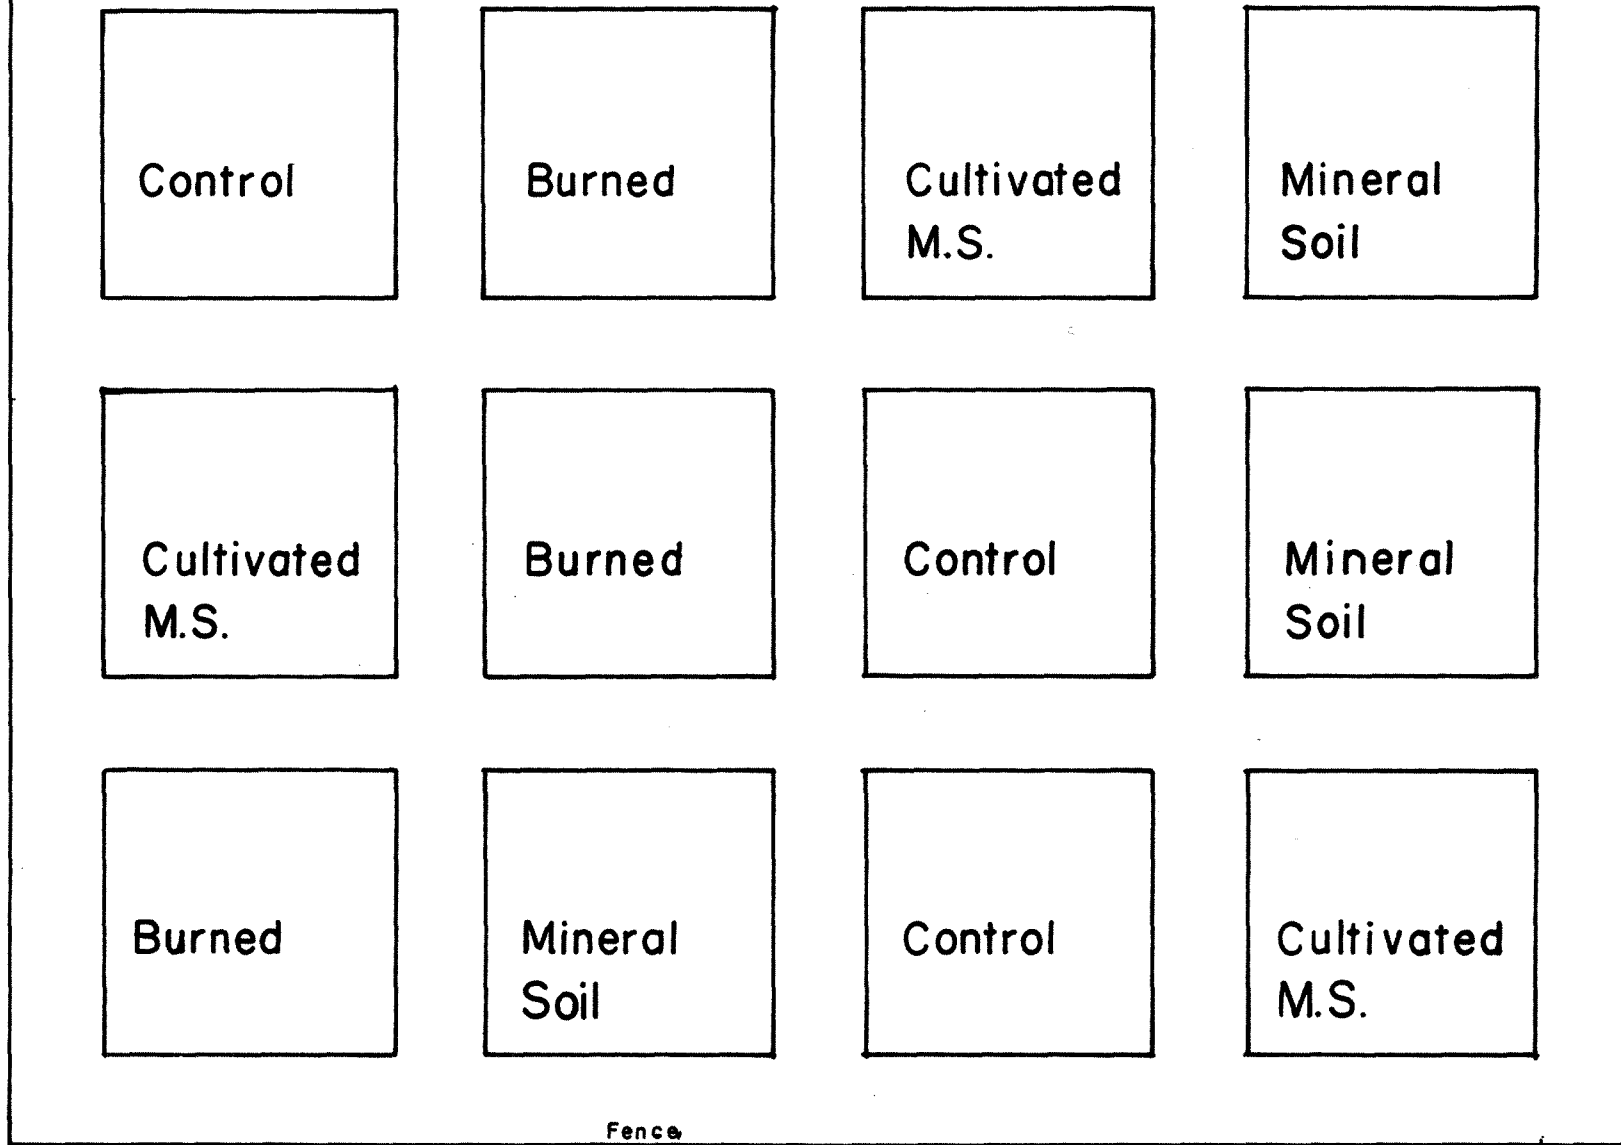 Control
Burned
Cultivated
M.S.
Mineral
Soil
Cultivated
M.S.
Burned
Control
Mineral
Soil
Burned
Mineral
Soil
Control
Cultivated
M.S.
Fence